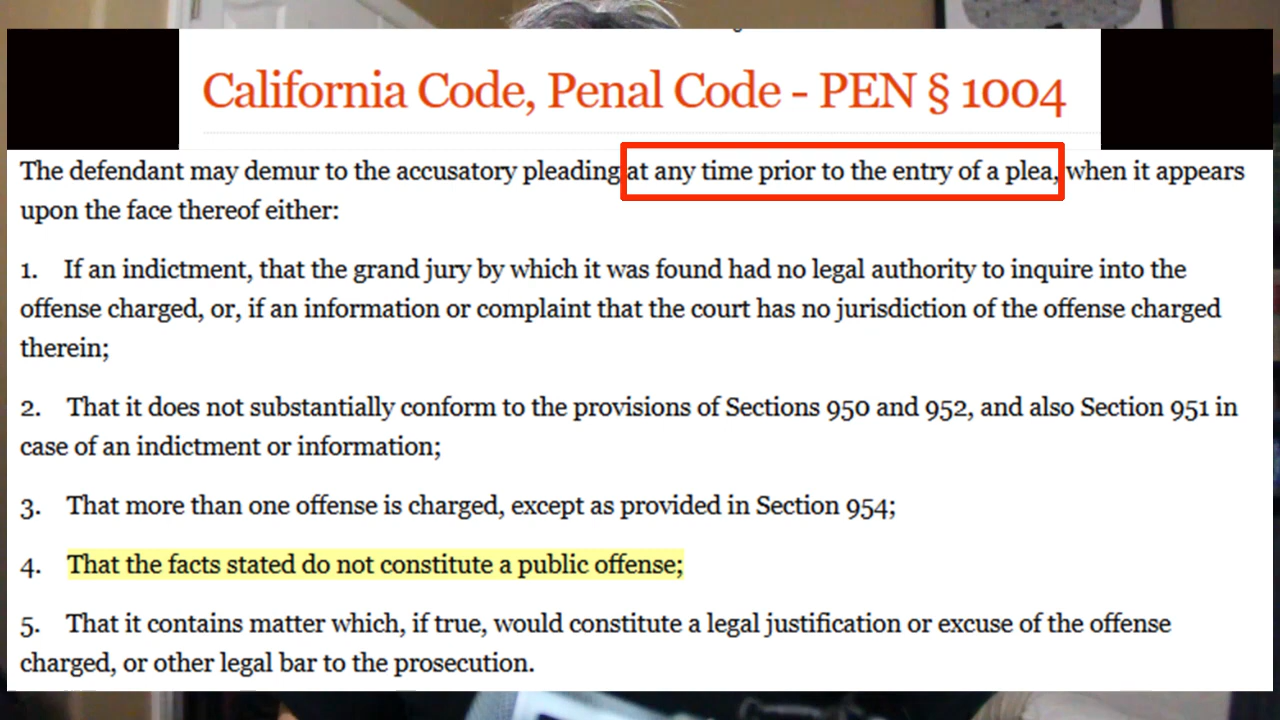 California Code, Penal Code - PEN § 1004
The defendant may demur to the accusatory pleading at any time prior to the entry of a plea, when it appears
upon the face thereof either:
1. If an indictment, that the grand jury by which it was found had no legal authority to inquire into the
offense charged, or, if an information or complaint that the court has no jurisdiction of the offense charged
therein;
2. That it does not substantially conform to the provisions of Sections 950 and 952, and also Section 951 in
case of an indictment or information;
3. That more than one offense is charged, except as provided in Section 954;
4. That the facts stated do not constitute a public offense;
5. That it contains matter which, if true, would constitute a legal justification or excuse of the offense
charged, or other legal bar to the prosecution.